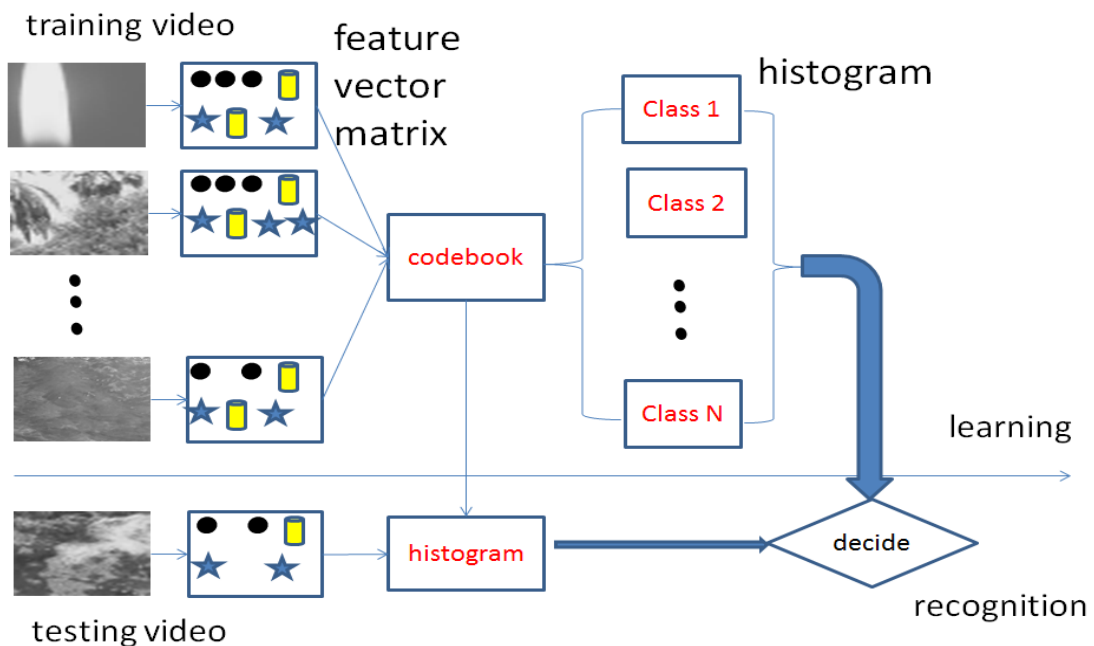 training video
feature
vector
matrix
histogram
Class 1
Class 2
codebook
Class N
learning
histogram
decide
recognition
testing video